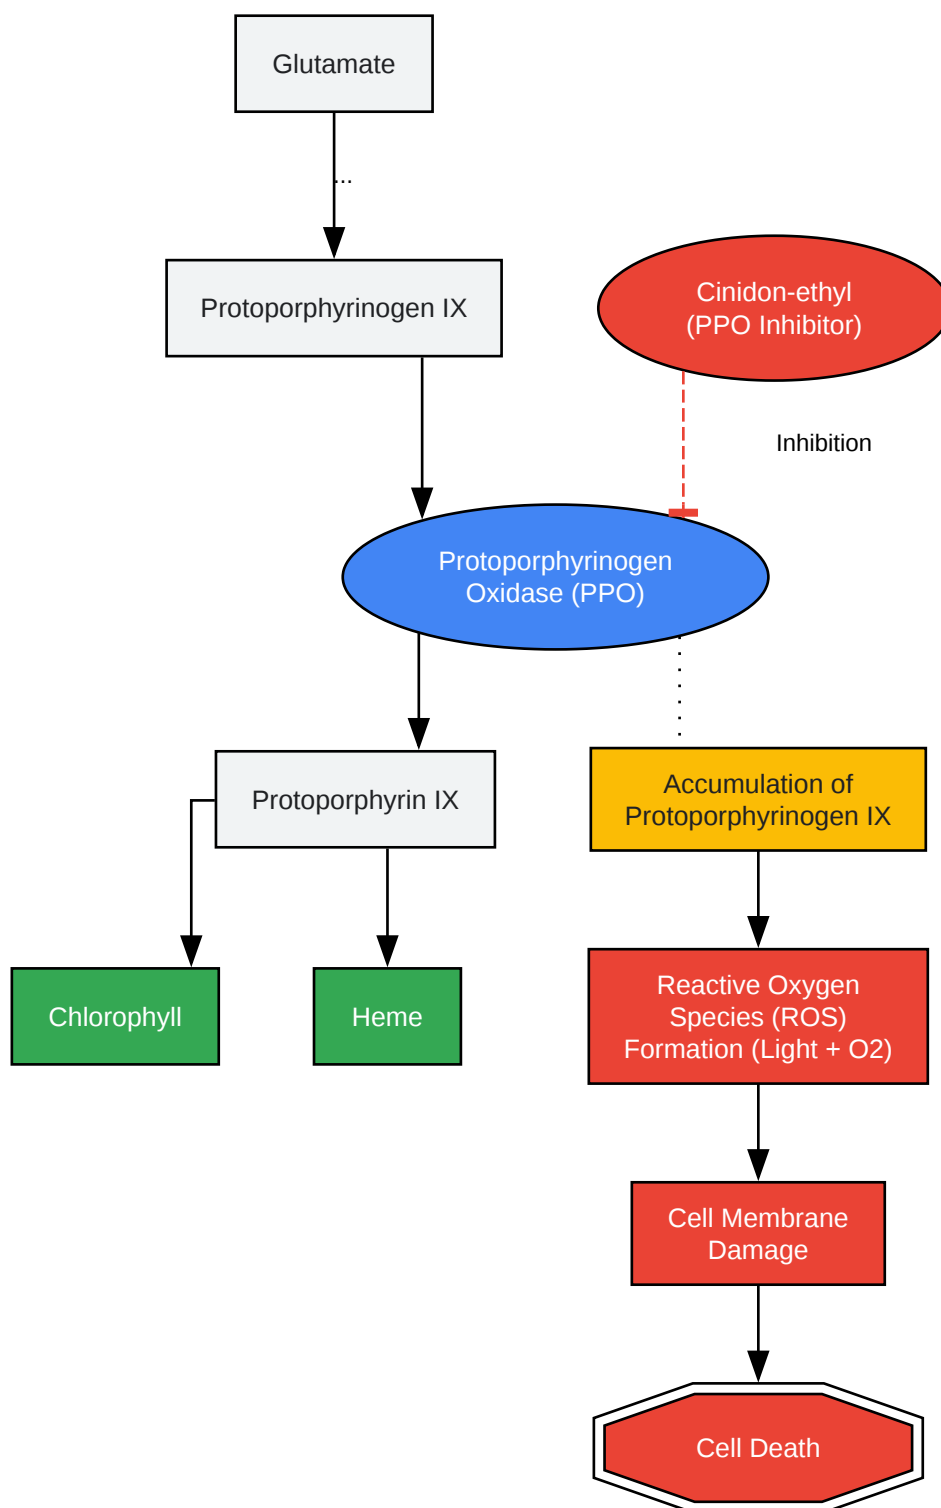 Glutamate
...
Protoporphyrinogen IX
Cinidon-ethyl
(PPO Inhibitor)
Inhibition
Protoporphyrinogen
Oxidase (PPO)
Protoporphyrin IX
Accumulation of
Protoporphyrinogen IX
Chlorophyll
Heme
Reactive Oxygen
Species (ROS)
Formation (Light + O2)
Cell Membrane
Damage
Cell Death